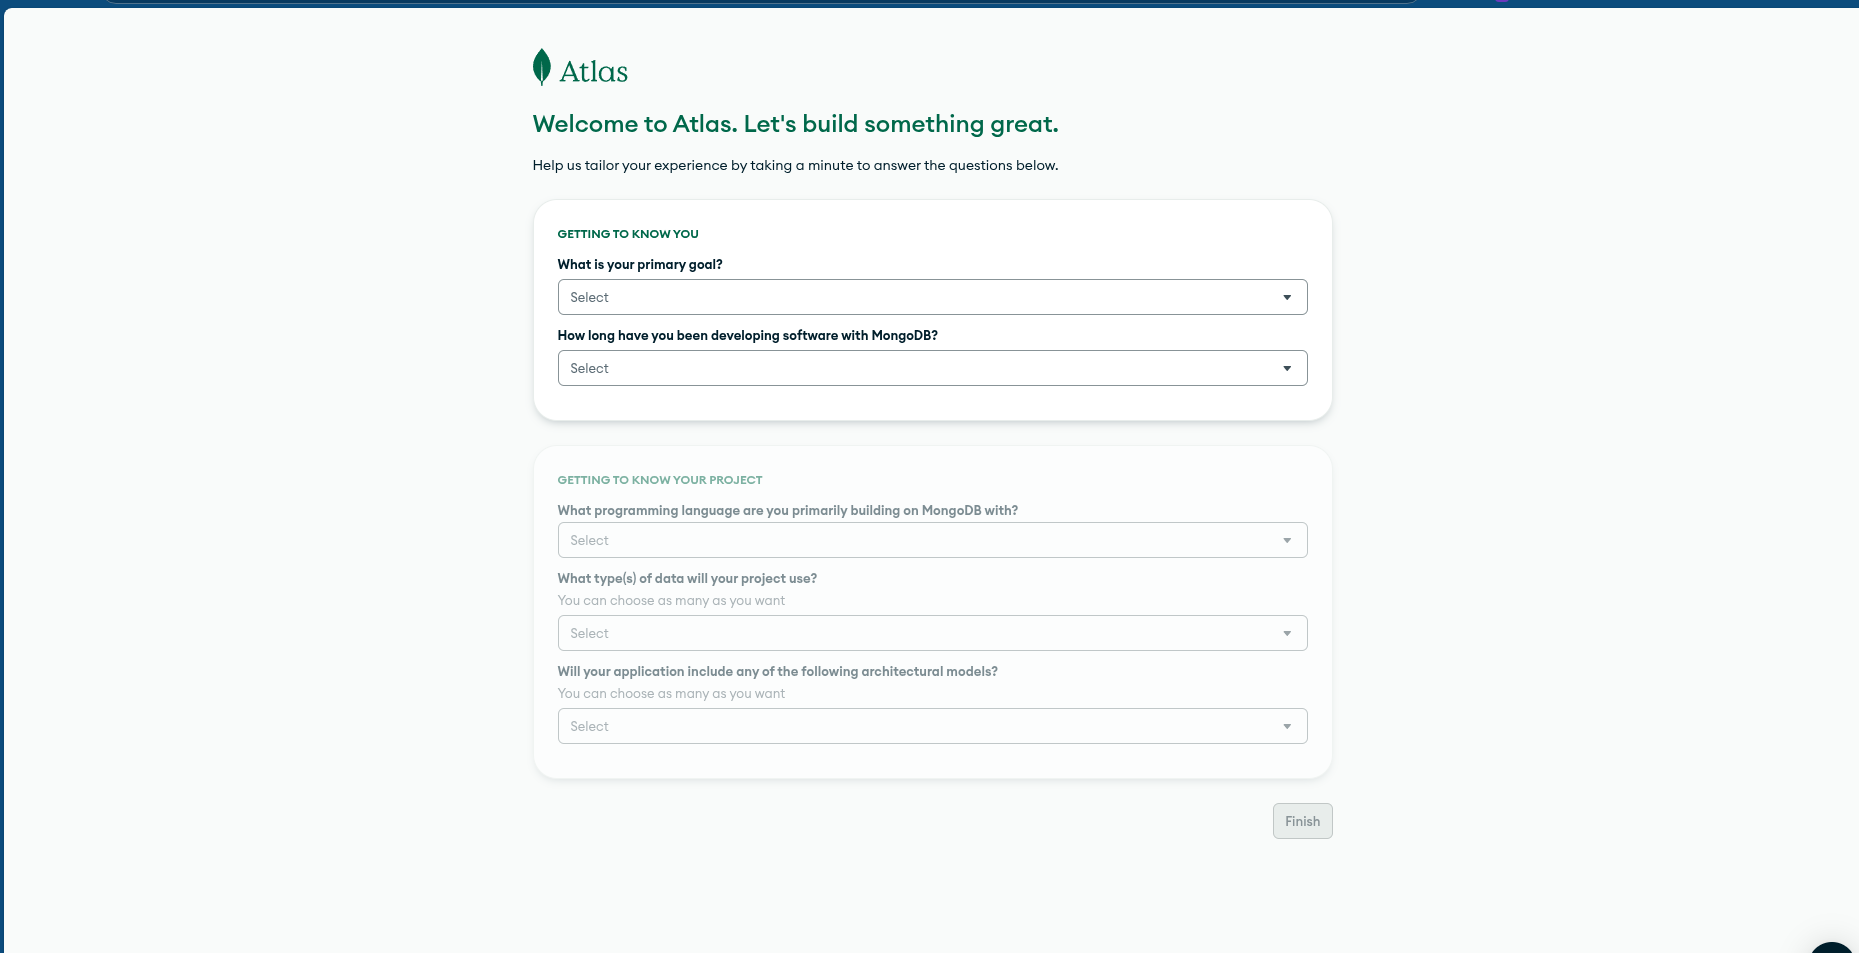 Atlas
Welcome to Atlas. Let's build something great.
Help us tailor your experience by taking a minute to answer the questions below.
GETTING TO KNOW YOU
What is your primary goal?
Select
How long have you been developing software with MongoDB?
Select
GETTING TO KNOW YOUR PROJECT
What programming language are you primarily building on MongoDB with?
Select
What type(s) of data will your project use?
You can choose as many as you want
Select
Will your application include any of the following architectural models?
You can choose as many as you want
Select
Finish